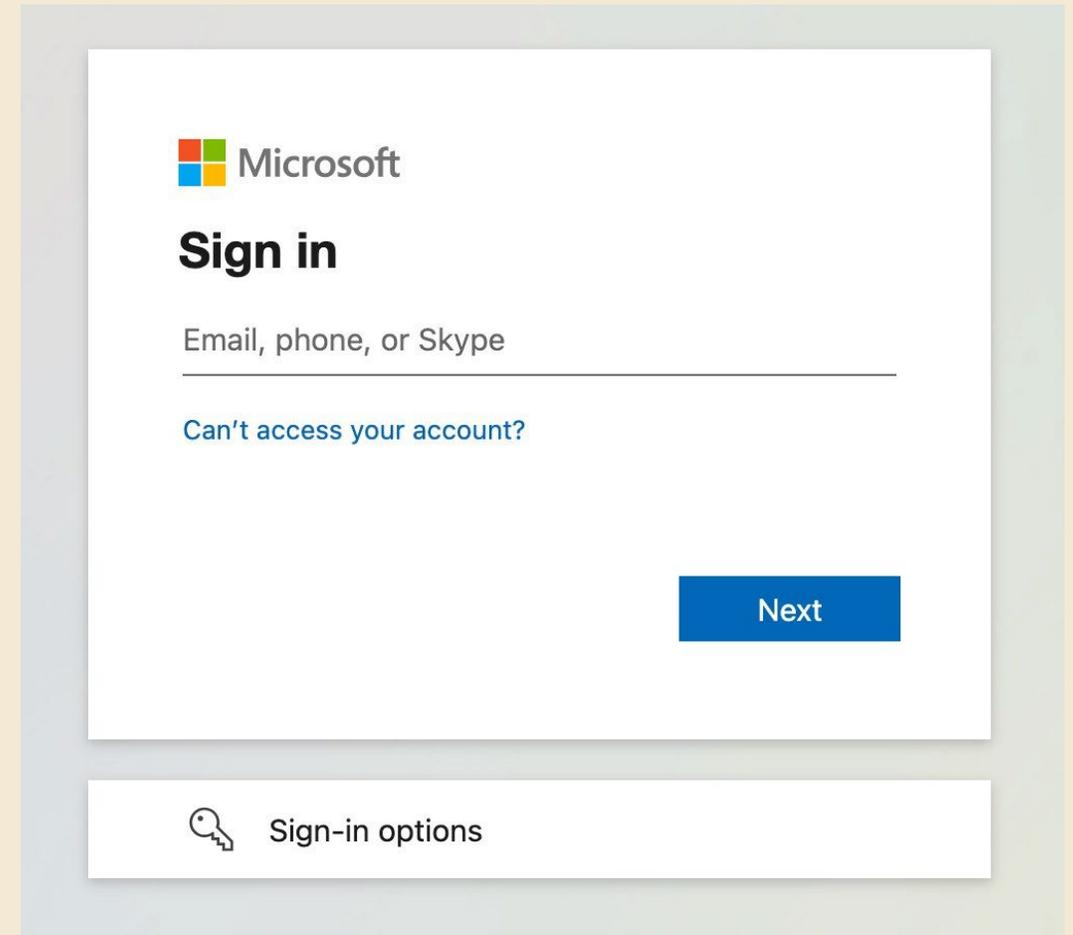 Microsoft
Sign in
Email, phone, or Skype
Can't access your account?
Next
Sign-in options